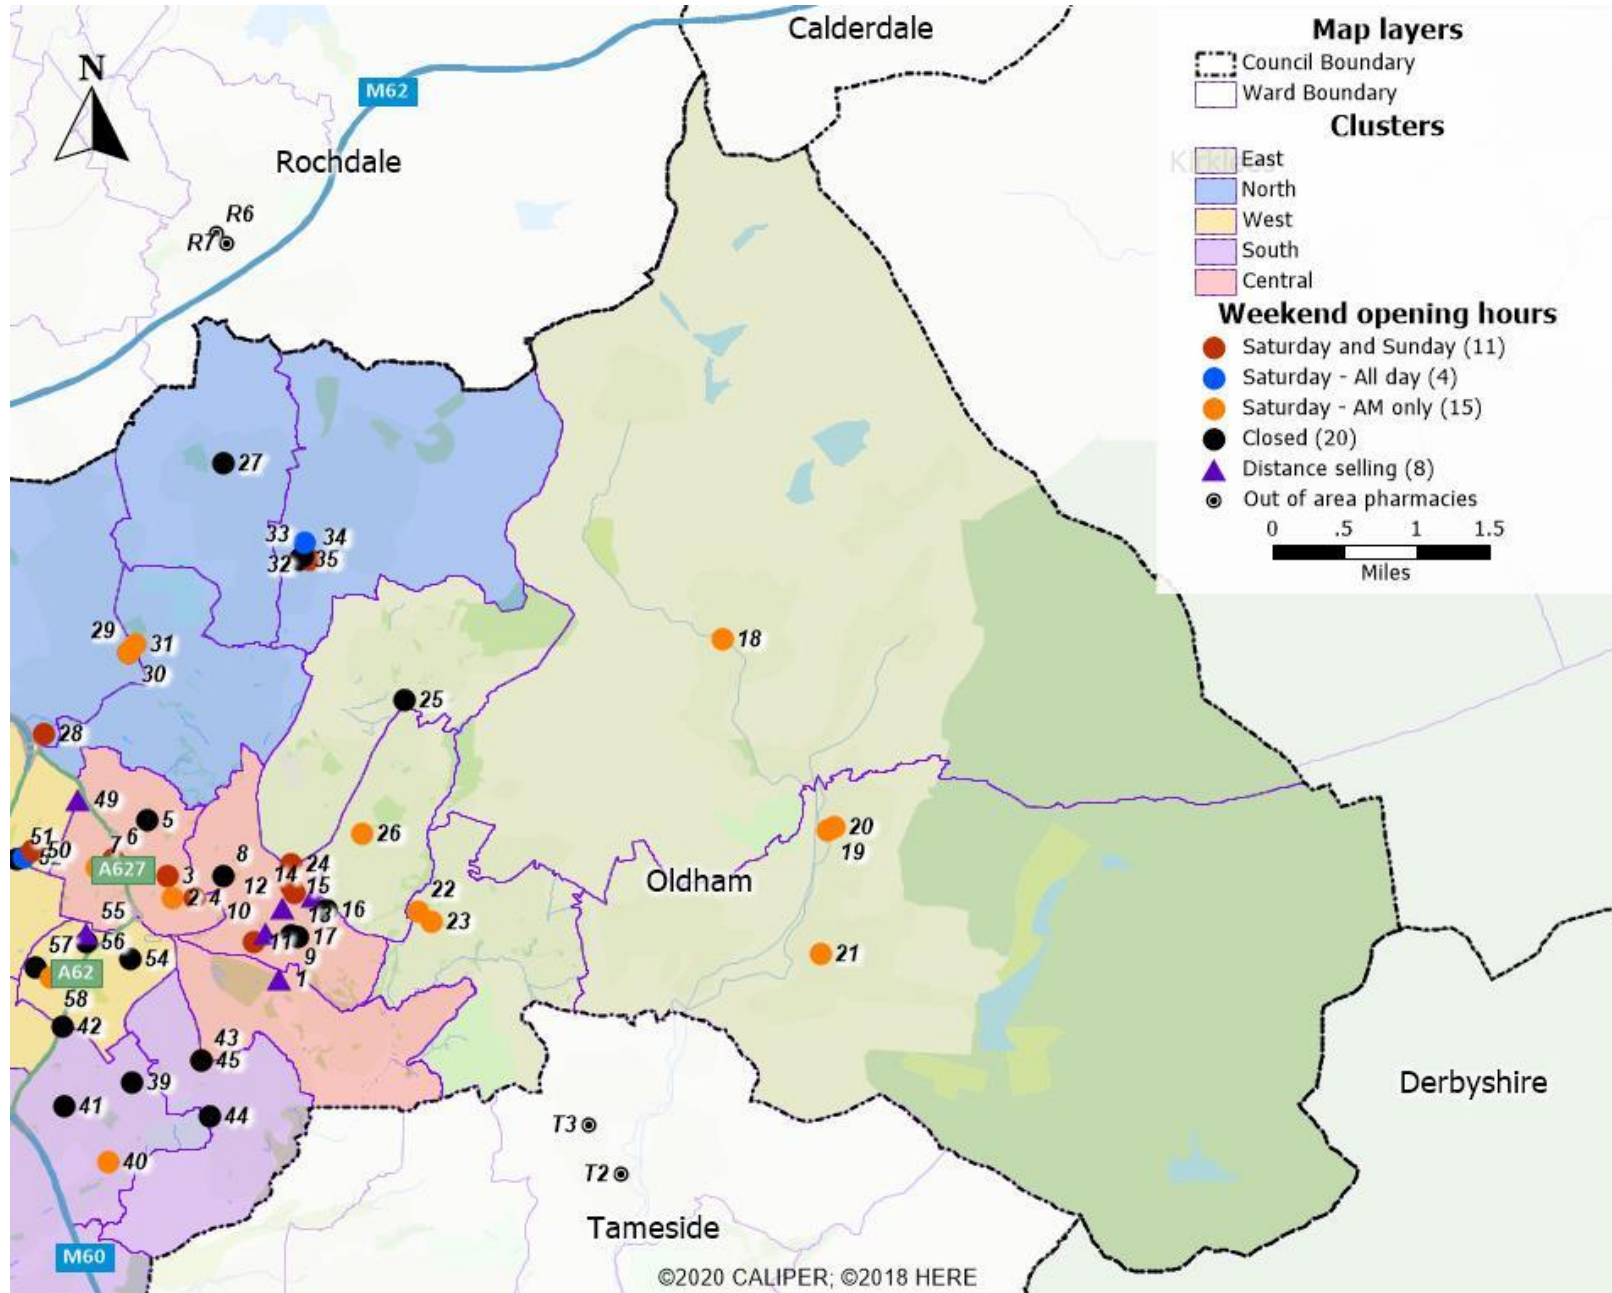 Calderdale
Map layers
Council Boundary
Ward Boundary
Clusters
East
North
West
South
Central
Weekend opening hours
Saturday and Sunday (11)
Saturday - All day (4)
Saturday - AM only (15)
Closed (20)
Distance selling (8)
Out of area pharmacies
0 .5 1 1.5
Miles
N
M62
Rochdale
R6
R7
27
33 34
32 35
29 31
30
18
25
28
49
5
6
7
51 50
A627
3
2 4
8
26
24
14
12 15
10 13 16
11 17
9
1
20
19
Oldham
22
23
21
55
57 56
54
A62
58
42
43
45
39
41
44
40
T3
T2
Tameside
Derbyshire
M60
©2020 CALIPER; ©2018 HERE